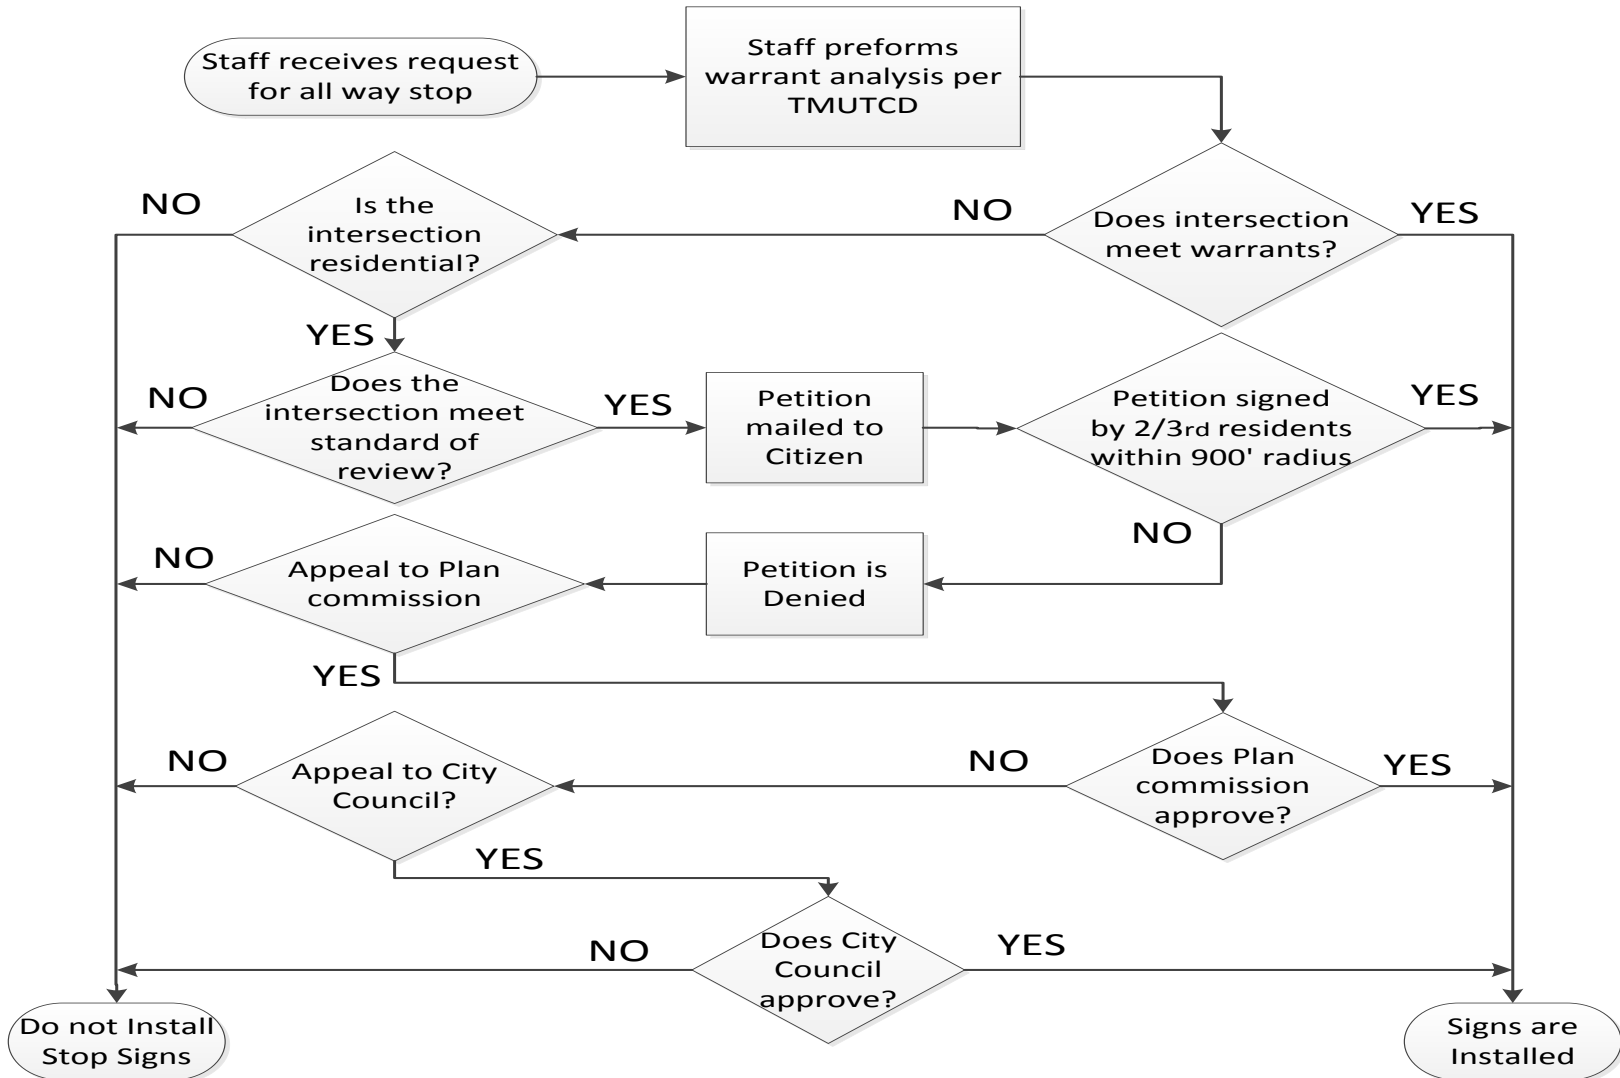 Staff receives request
for all way stop
Staff preforms
warrant analysis per
TMUTCD
NO
Is the
intersection
residential?
NO
Does intersection
meet warrants?
YES
YES
NO
Does the
intersection meet
standard of
review?
YES
Petition
mailed to
Citizen
Petition signed
by 2/3rd residents
within 900' radius
YES
NO
NO
Appeal to Plan
commission
Petition is
Denied
YES
NO
Appeal to City
Council?
NO
Does Plan
commission
approve?
YES
YES
NO
Does City
Council
approve?
YES
Do not Install
Stop Signs
Signs are
Installed